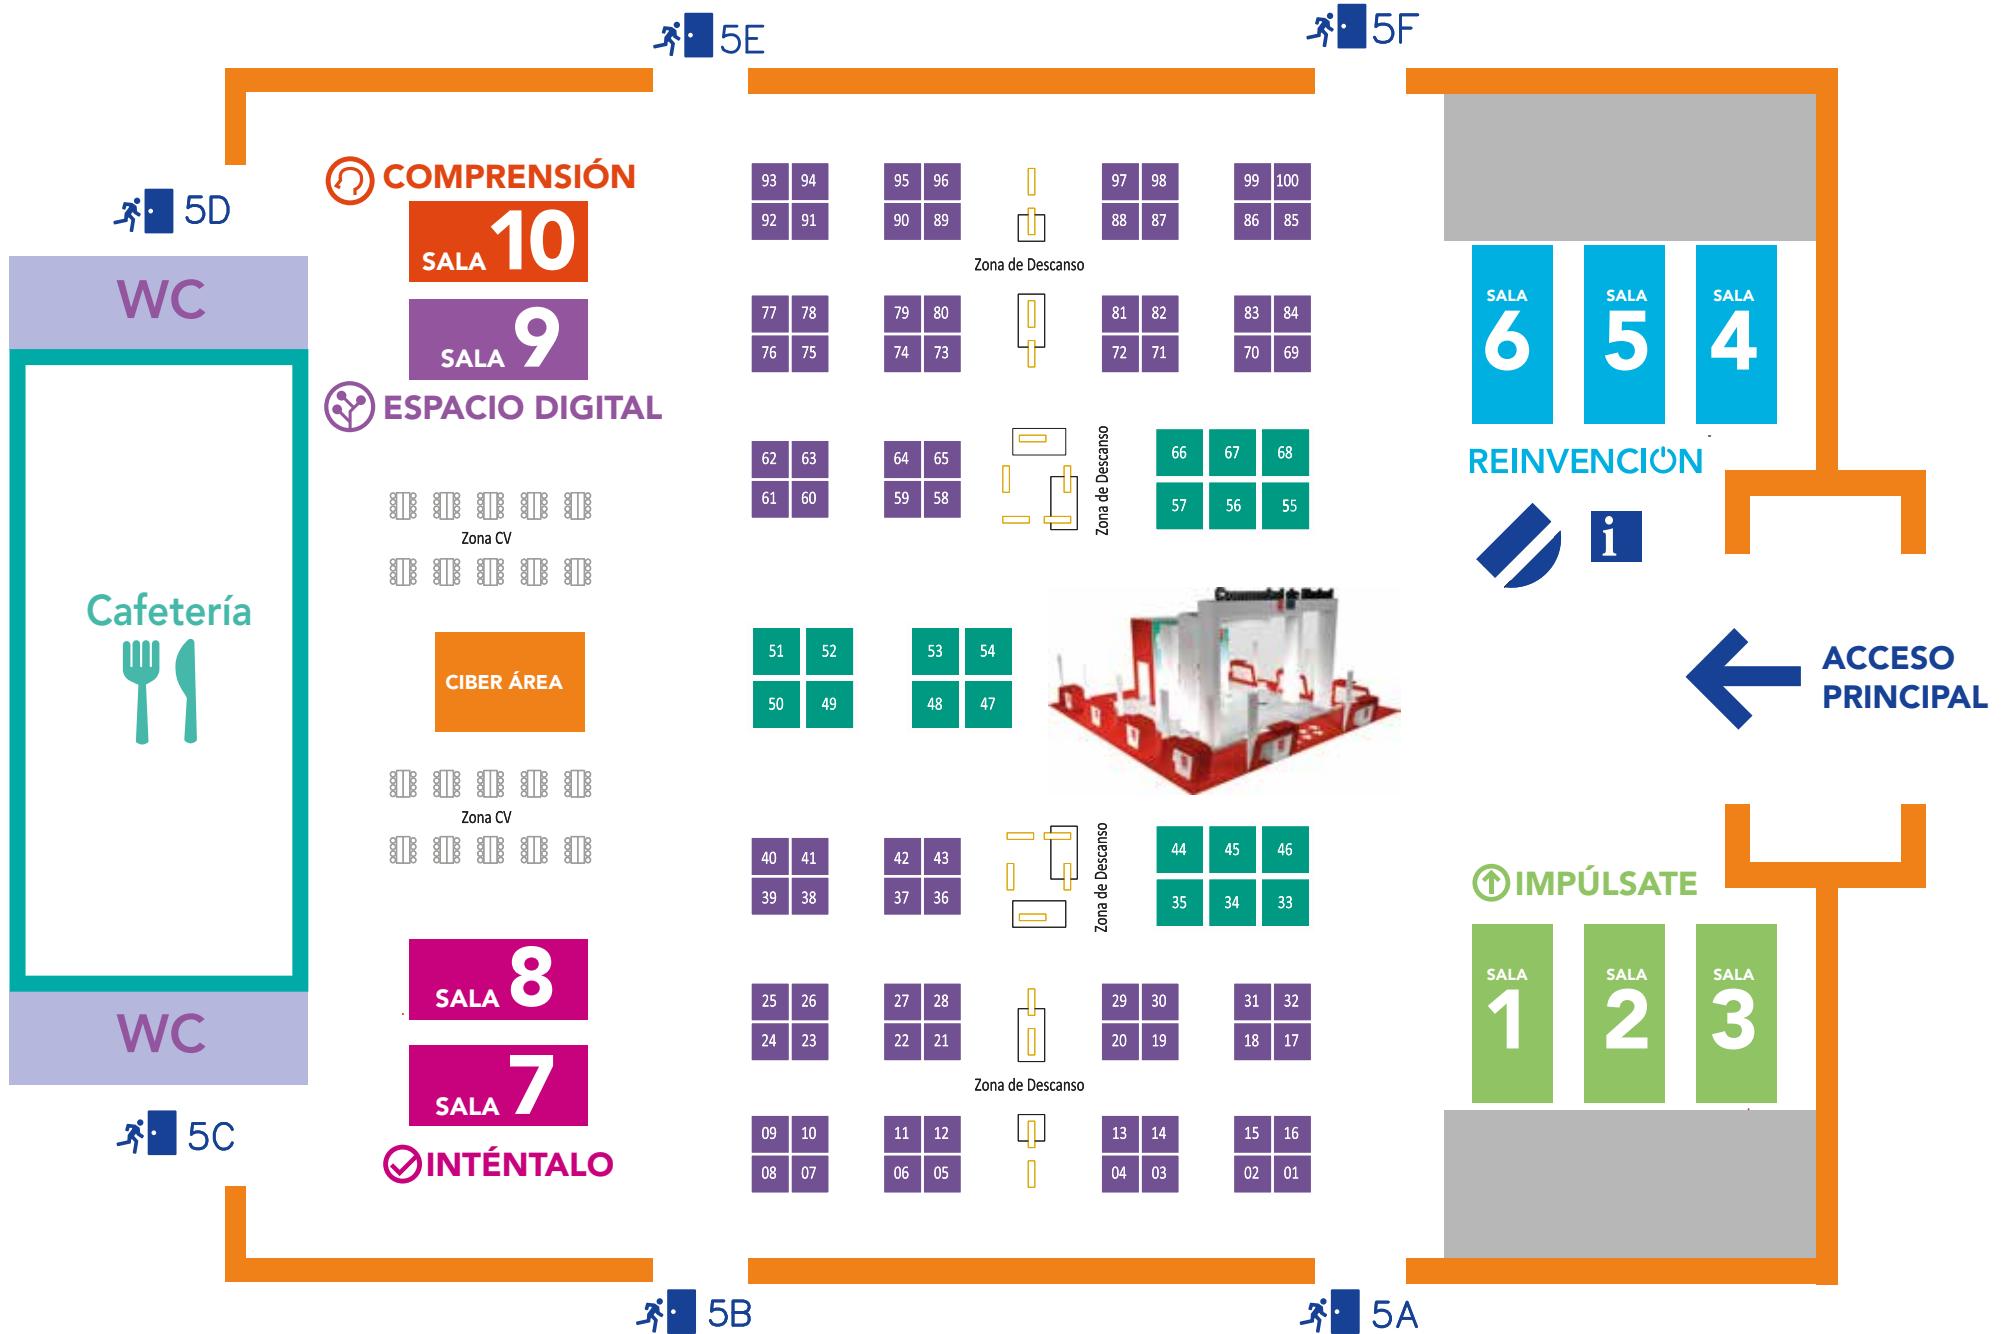 5E
5F
COMPRENSIÓN
SALA 10
5D
WC
SALA 9
ESPACIO DIGITAL
Zona CV
Cafetería
CIBER ÁREA
Zona CV
SALA 8
WC
SALA 7
5C
INTÉNTALO
93 94 95 96 97 98 99 100
92 91 90 89 88 87 86 85
Zona de Descanso
77 78 79 80 81 82 83 84
76 75 74 73 72 71 70 69
62 63 64 65 66 67 68
61 60 59 58 57 56 55
Zona de Descanso
51 52 53 54
50 49 48 47
40 41 42 43 44 45 46
39 38 37 36 35 34 33
Zona de Descanso
25 26 27 28 29 30 31 32
24 23 22 21 20 19 18 17
Zona de Descanso
09 10 11 12 13 14 15 16
08 07 06 05 04 03 02 01
SALA 6
SALA 5
SALA 4
REINVENCIÓN
i
ACCESO
PRINCIPAL
IMPÚLSATE
SALA 1
SALA 2
SALA 3
5B
5A